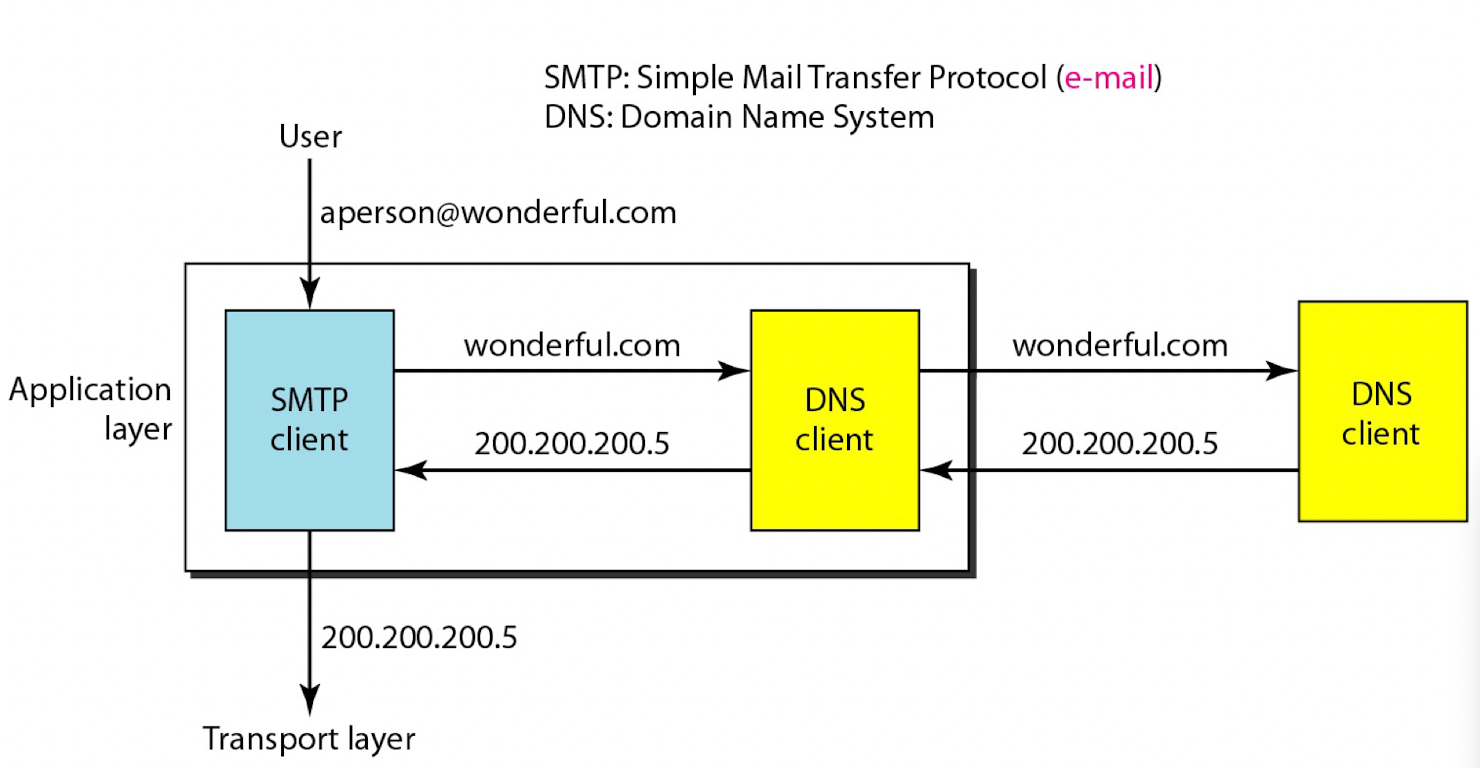 SMTP: Simple Mail Transfer Protocol (e-mail)
DNS: Domain Name System
User
aperson@wonderful.com
wonderful.com
wonderful.com
Application
layer
SMTP
client
DNS
client
DNS
client
200.200.200.5
200.200.200.5
200.200.200.5
Transport layer